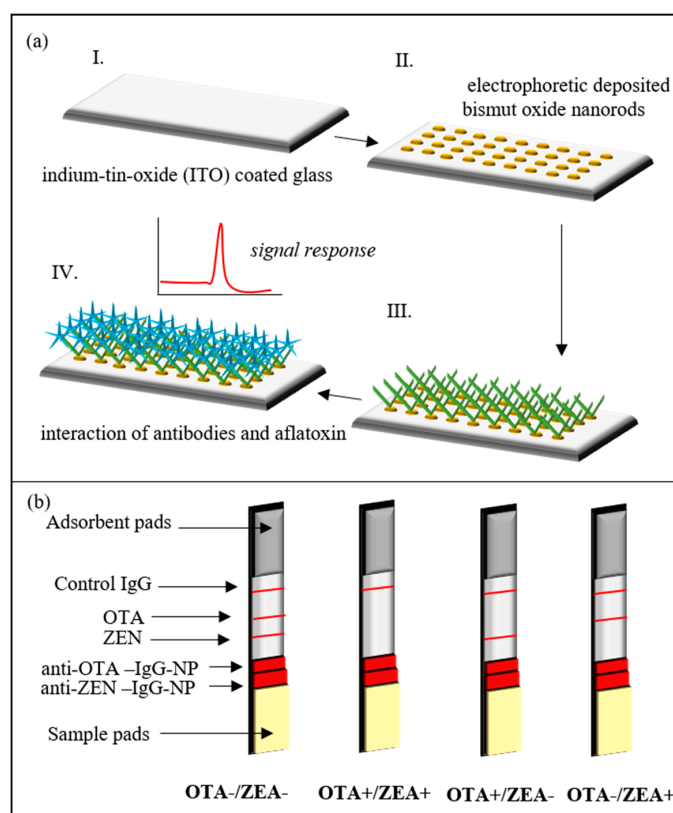 (a)
I.
II.
electrophoretic deposited
bismut oxide nanorods
indium-tin-oxide (ITO) coated glass
signal response
IV.
III.
interaction of antibodies and aflatoxin
(b)
Adsorbent pads
Control IgG
OTA
ZEN
anti-OTA –IgG-NP
anti-ZEN –IgG-NP
Sample pads
OTA-/ZEA- OTA+/ZEA+ OTA+/ZEA- OTA-/ZEA+